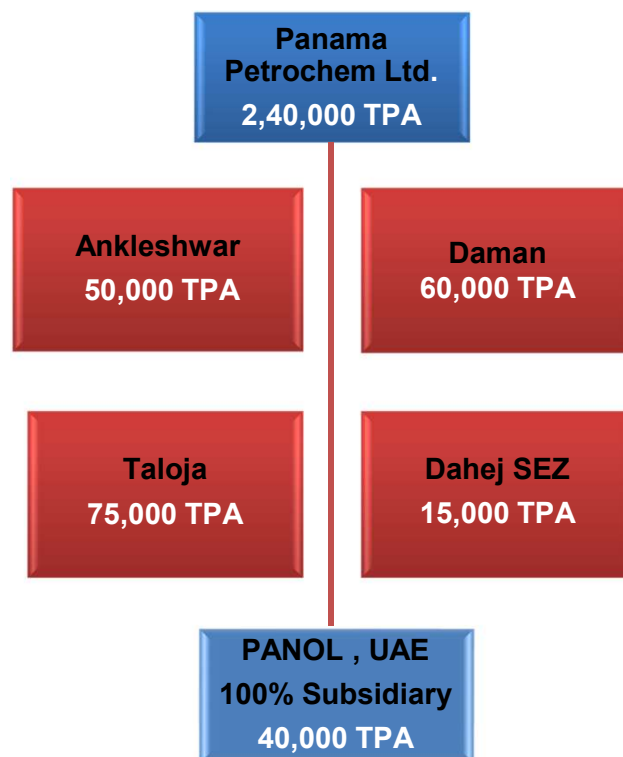 Panama
Petrochem Ltd.
2,40,000 TPA
Ankleshwar
50,000 TPA
Daman
60,000 TPA
Taloja
75,000 TPA
Dahej SEZ
15,000 TPA
PANOL , UAE
100% Subsidiary
40,000 TPA